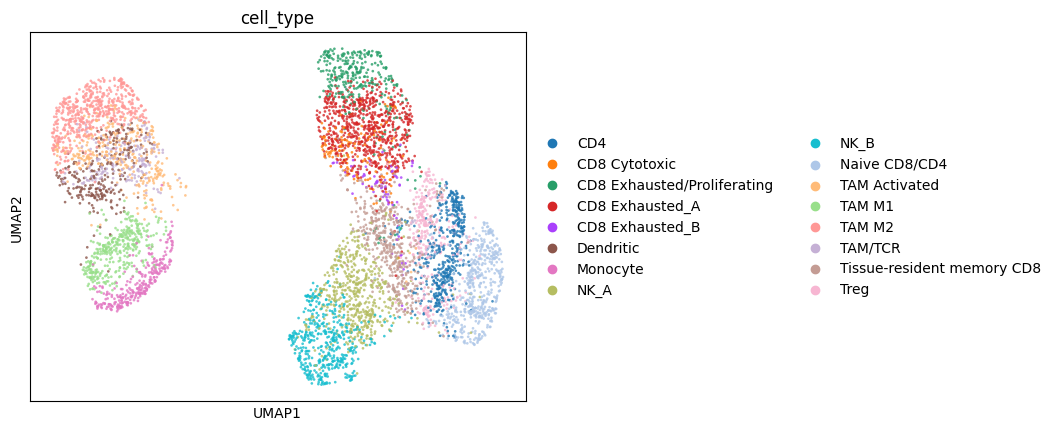 cell_type
UMAP2
UMAP1
CD4
CD8 Cytotoxic
CD8 Exhausted/Proliferating
CD8 Exhausted_A
CD8 Exhausted_B
Dendritic
Monocyte
NK_A
NK_B
Naive CD8/CD4
TAM Activated
TAM M1
TAM M2
TAM/TCR
Tissue-resident memory CD8
Treg